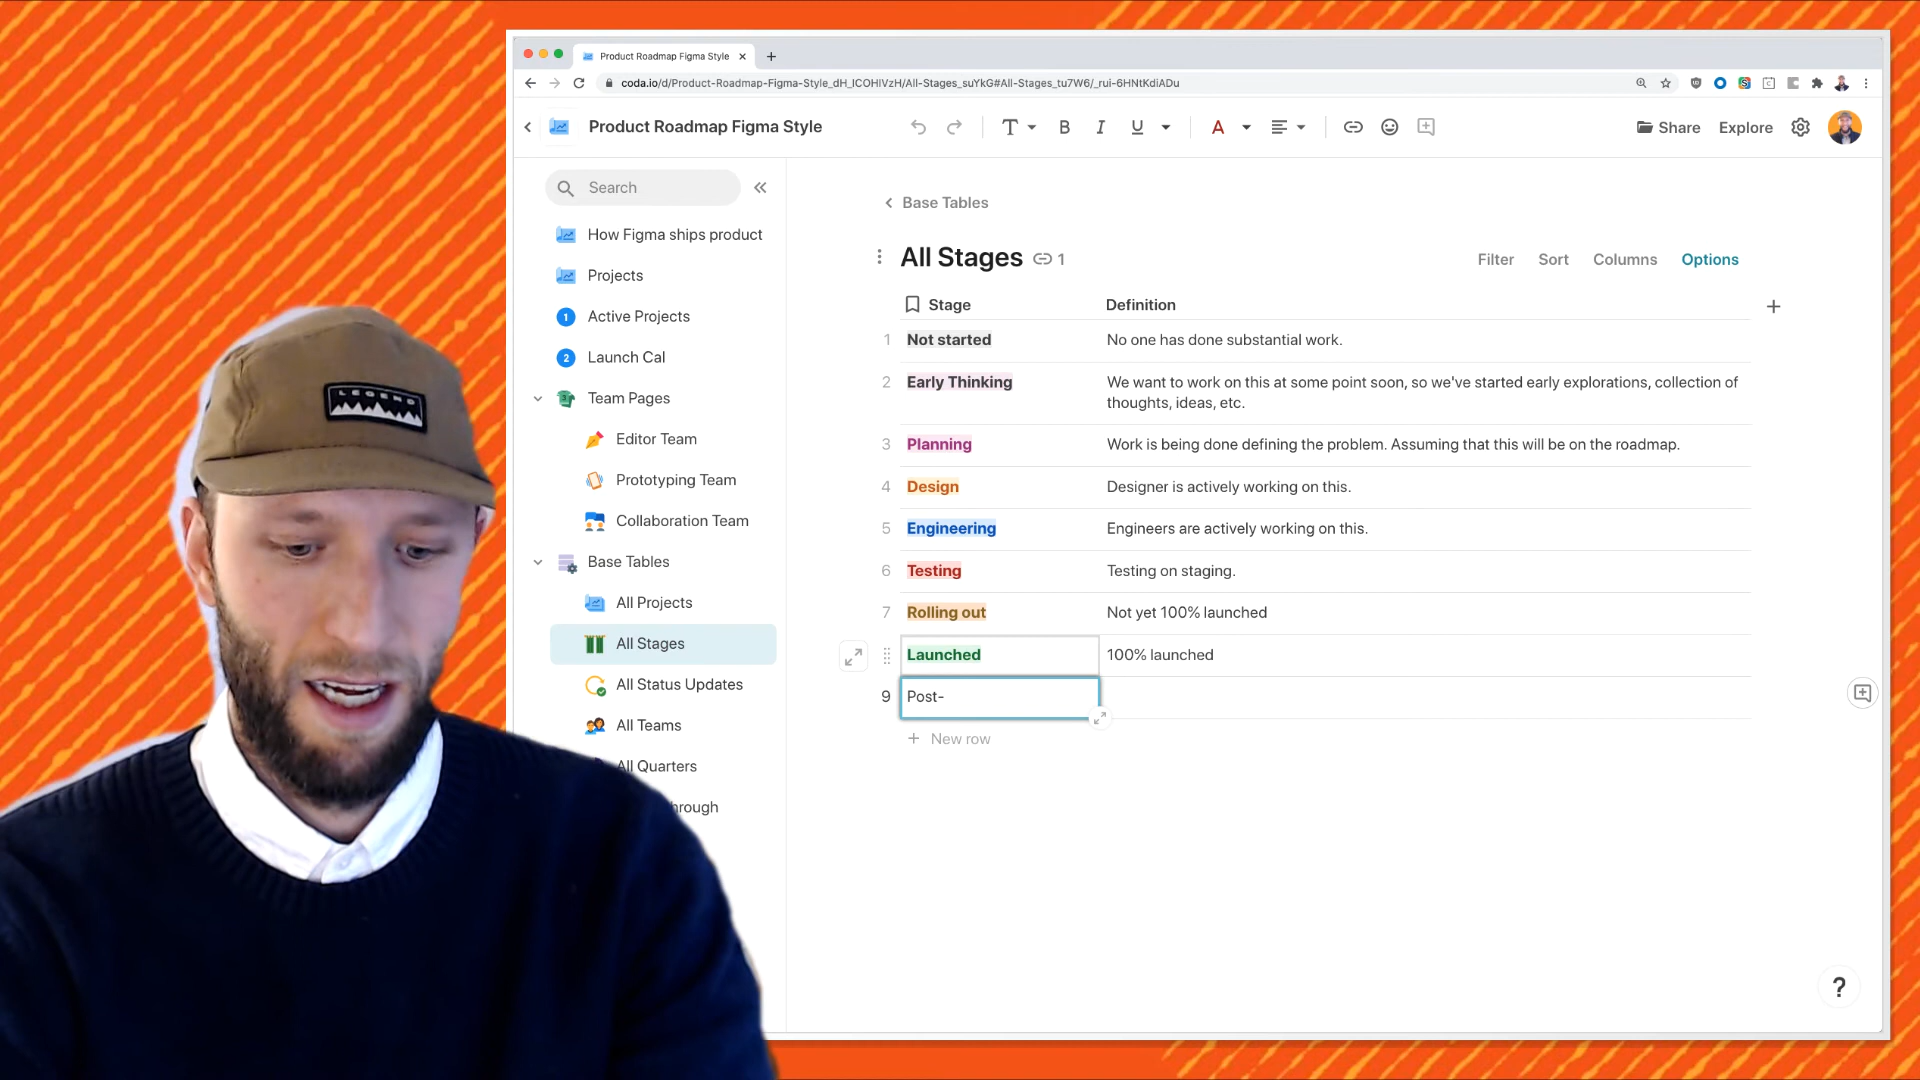 Product Roadmap Figma Style
coda.io/d/Product-Roadmap-Figma-Style_dH_lCOHlVzH/All-Stages_suYkG#All-Stages_tu7W6/_rui-6HNtKdiADu
Product Roadmap Figma Style
T
B
I
U
A
Share
Explore
Search
How Figma ships product
Projects
1 Active Projects
2 Launch Cal
Team Pages
Editor Team
Prototyping Team
Collaboration Team
Base Tables
All Projects
All Stages
All Status Updates
All Teams
All Quarters
hrough
Base Tables
All Stages 1
Filter Sort Columns Options
Stage Definition
1 Not started No one has done substantial work.
2 Early Thinking We want to work on this at some point soon, so we've started early explorations, collection of
thoughts, ideas, etc.
3 Planning Work is being done defining the problem. Assuming that this will be on the roadmap.
4 Design Designer is actively working on this.
5 Engineering Engineers are actively working on this.
6 Testing Testing on staging.
7 Rolling out Not yet 100% launched
Launched 100% launched
9 Post-
+ New row
?
LEGEND